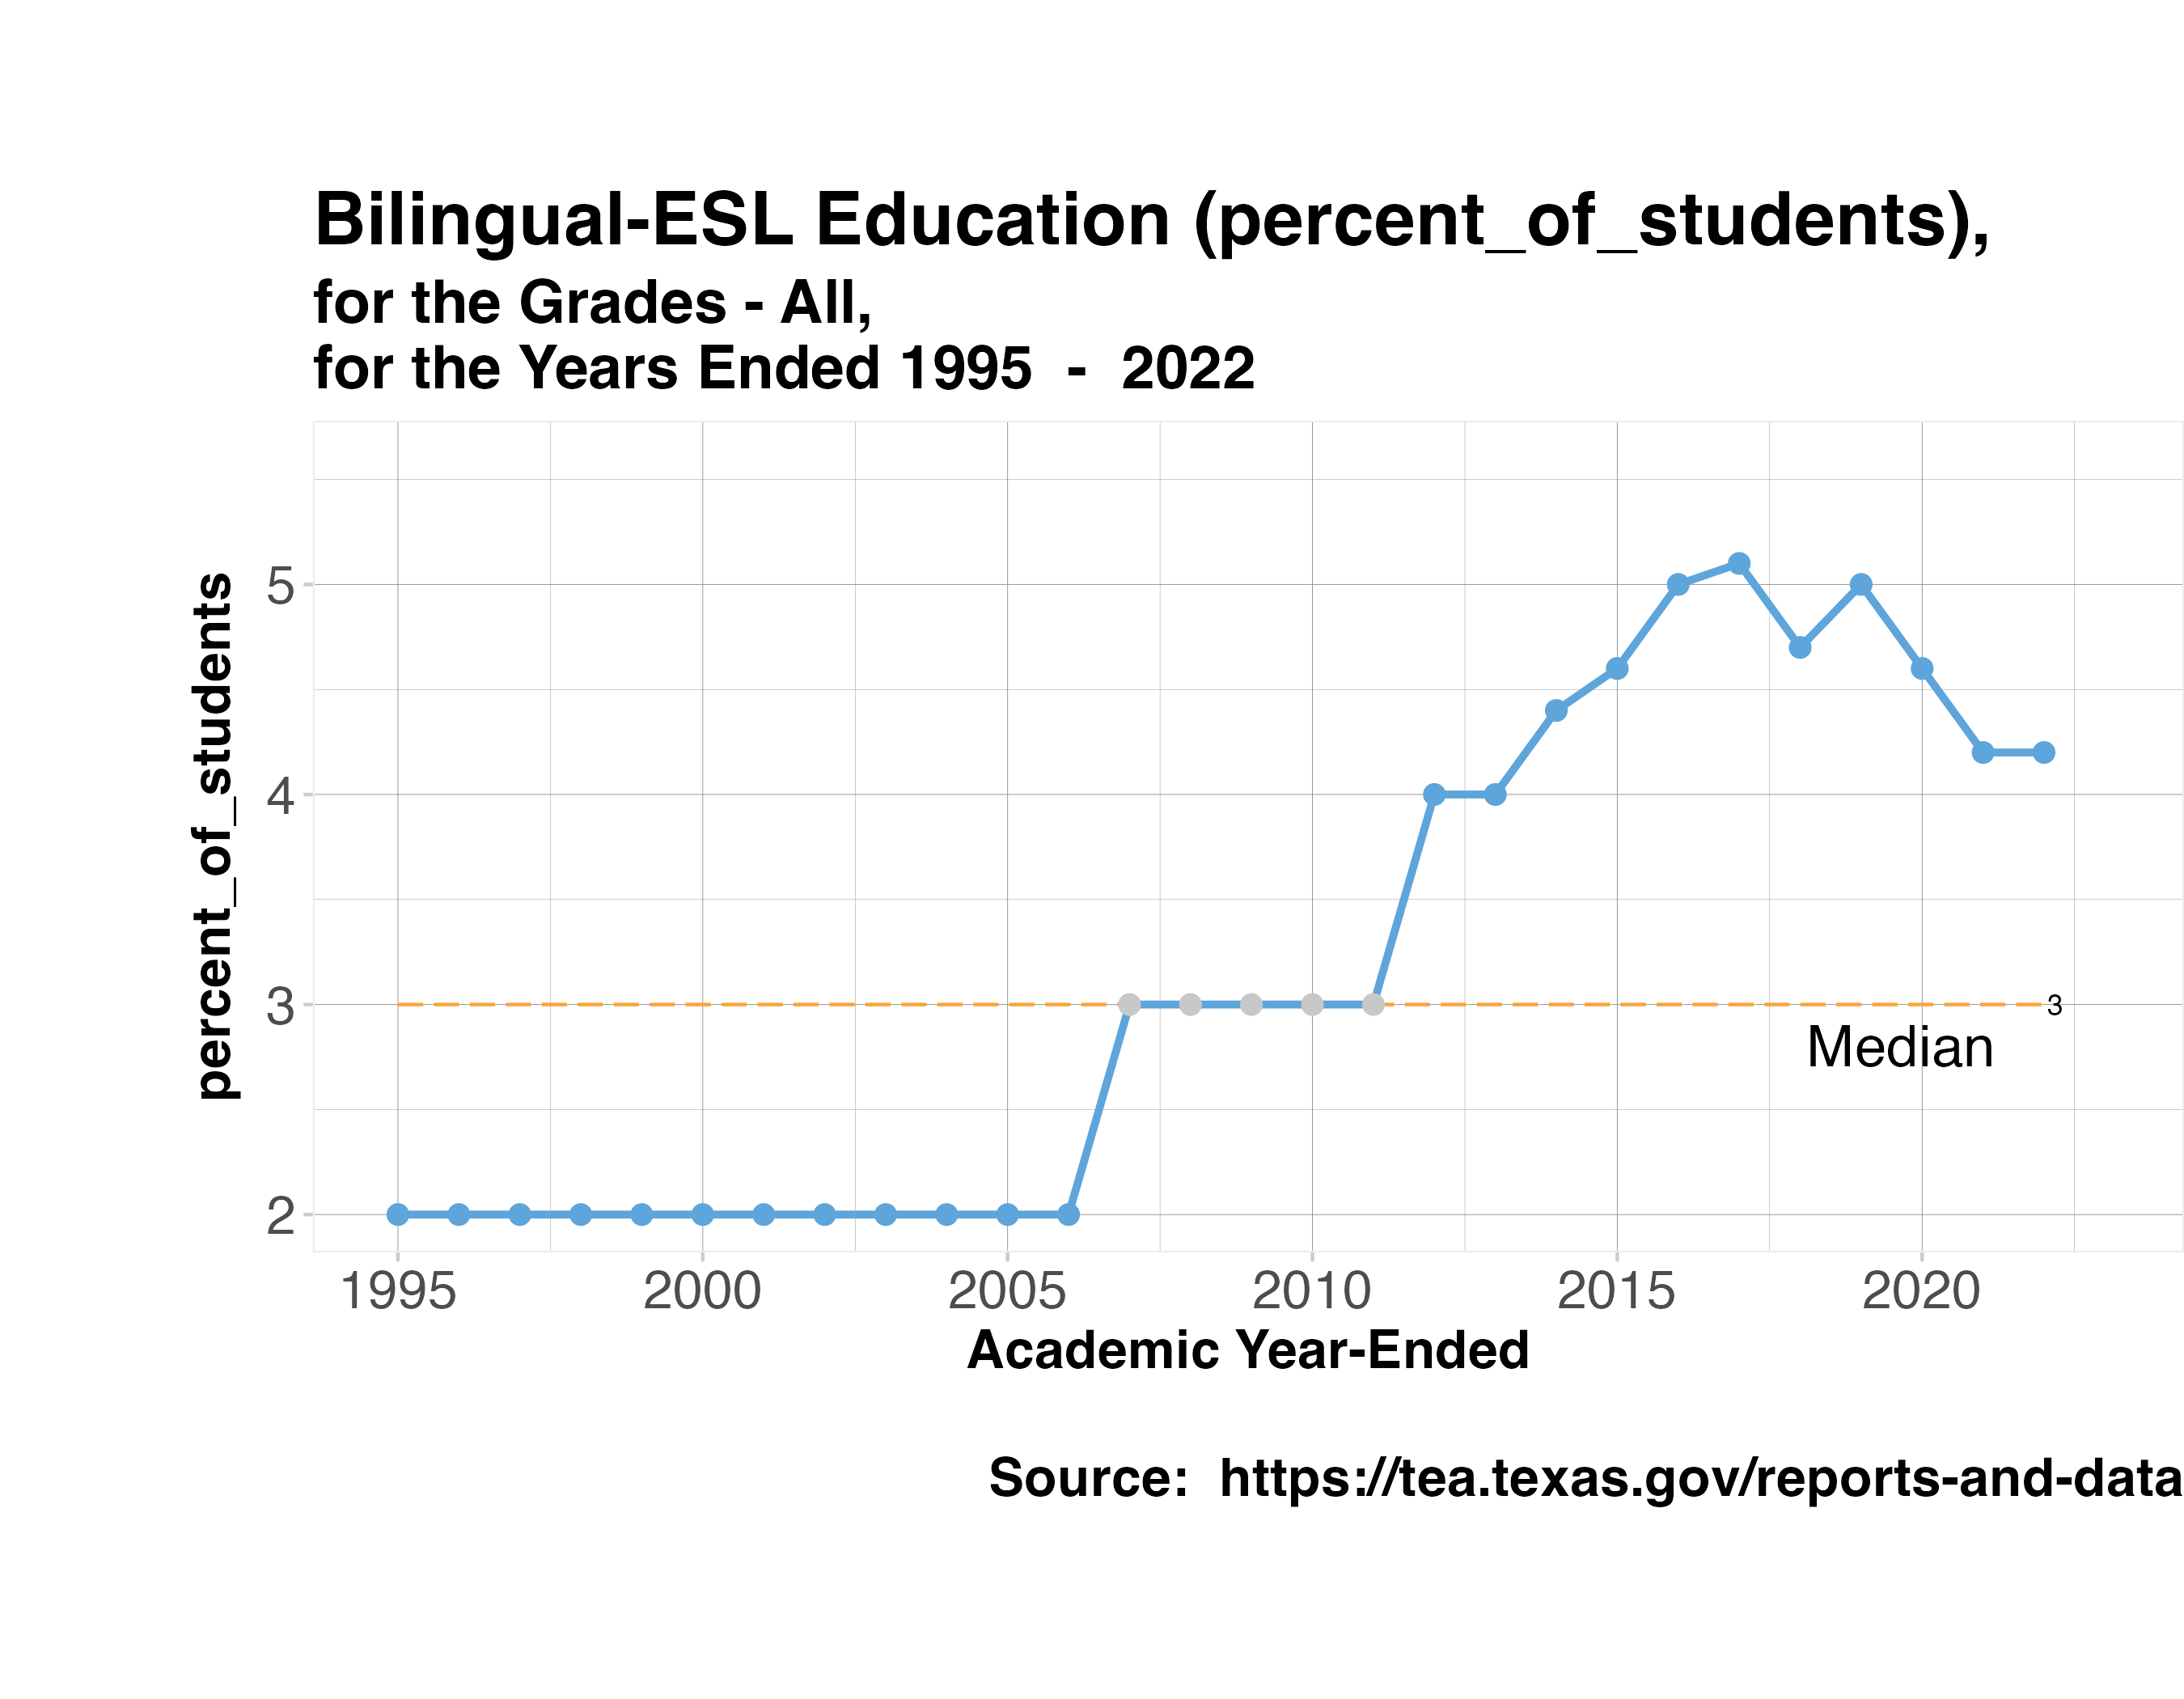 Bilingual-ESL Education (percent_of_students),
for the Grades - All,
for the Years Ended 1995  -  2022
percent_of_students
5
4
3
2
3
Median
1995 2000 2005 2010 2015 2020
Academic Year-Ended
Source:  https://tea.texas.gov/reports-and-data